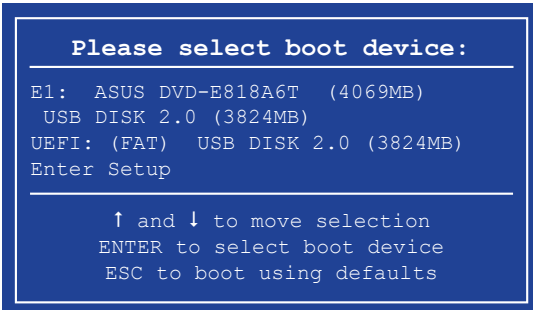 Please select boot device:
E1: ASUS DVD-E818A6T (4069MB)
USB DISK 2.0 (3824MB)
UEFI: (FAT) USB DISK 2.0 (3824MB)
Enter Setup
↑ and ↓ to move selection
ENTER to select boot device
ESC to boot using defaults